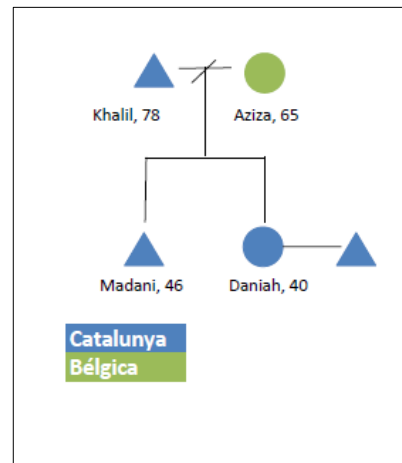 Khalil, 78 Aziza, 65
Madani, 46 Daniah, 40
Catalunya
Bélgica